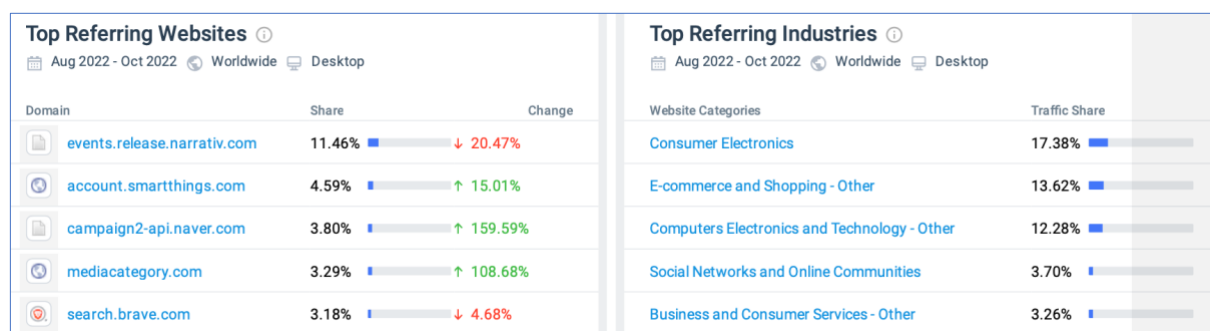 Top Referring Websites
Aug 2022 - Oct 2022 Worldwide Desktop
Domain Share Change
events.release.narrativ.com 11.46% ↓ 20.47%
account.smartthings.com 4.59% ↑ 15.01%
campaign2-api.naver.com 3.80% ↑ 159.59%
mediacategory.com 3.29% ↑ 108.68%
search.brave.com 3.18% ↓ 4.68%
Top Referring Industries
Aug 2022 - Oct 2022 Worldwide Desktop
Website Categories Traffic Share
Consumer Electronics 17.38%
E-commerce and Shopping - Other 13.62%
Computers Electronics and Technology - Other 12.28%
Social Networks and Online Communities 3.70%
Business and Consumer Services - Other 3.26%